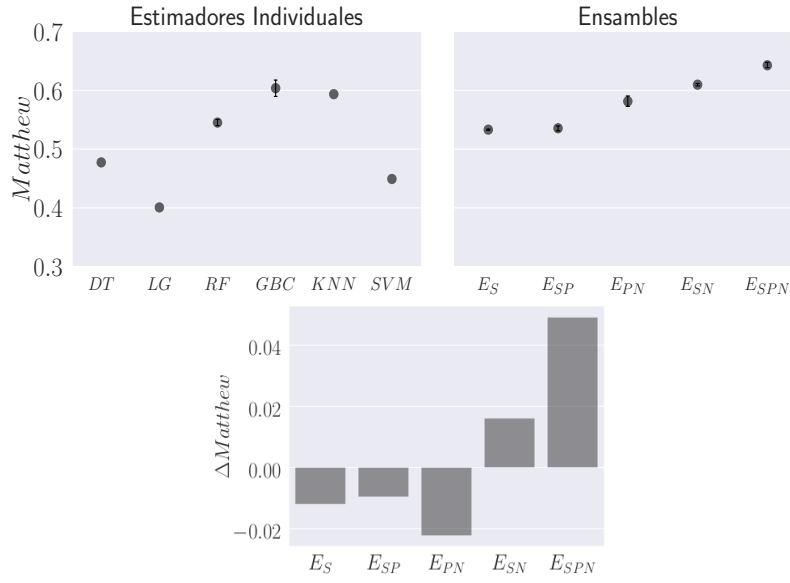 Estimadores Individuales
Ensambles
Matthew
0.7
0.6
0.5
0.4
0.3
DT LG RF GBC KNN SVM
E_S E_SP E_PN E_SN E_SPN
ΔMatthew
0.04
0.02
0.00
−0.02
E_S E_SP E_PN E_SN E_SPN